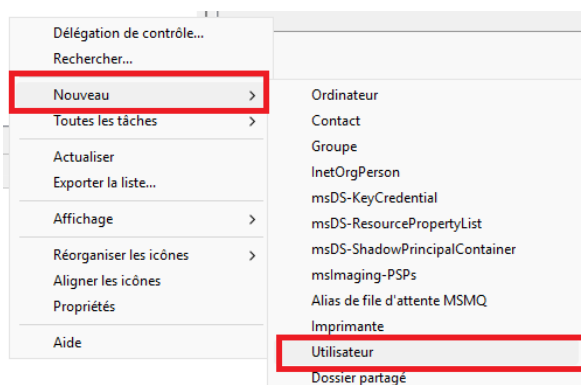 Délégation de contrôle...
Rechercher...
Nouveau
Toutes les tâches
Actualiser
Exporter la liste...
Affichage
Réorganiser les icônes
Aligner les icônes
Propriétés
Aide
Ordinateur
Contact
Groupe
InetOrgPerson
msDS-KeyCredential
msDS-ResourcePropertyList
msDS-ShadowPrincipalContainer
msImaging-PSPs
Alias de file d'attente MSMQ
Imprimante
Utilisateur
Dossier partagé